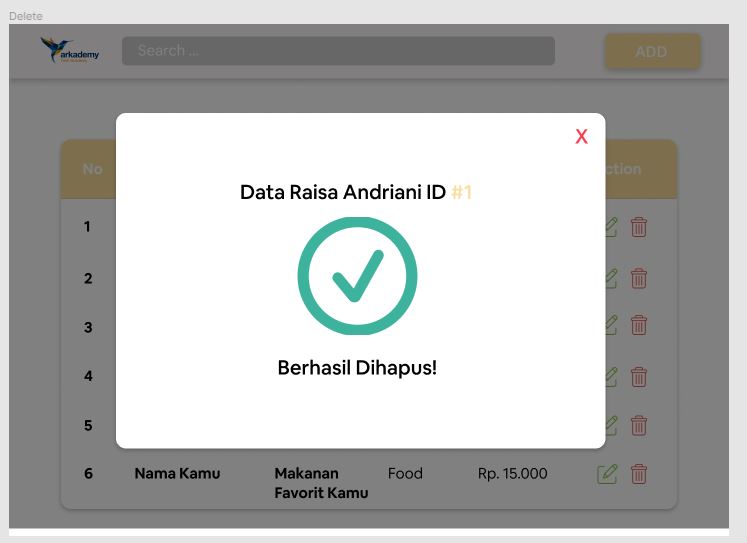 Delete
arkademy
Search ...
ADD
X
No
ction
Data Raisa Andriani ID #1
1
2
3
4
Berhasil Dihapus!
5
6 Nama Kamu Makanan Food Rp. 15.000
Favorit Kamu